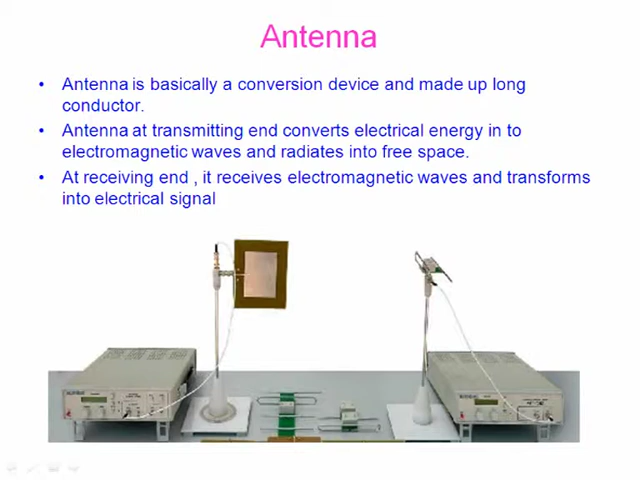 Antenna
• Antenna is basically a conversion device and made up long
conductor.
• Antenna at transmitting end converts electrical energy in to
electromagnetic waves and radiates into free space.
• At receiving end , it receives electromagnetic waves and transforms
into electrical signal